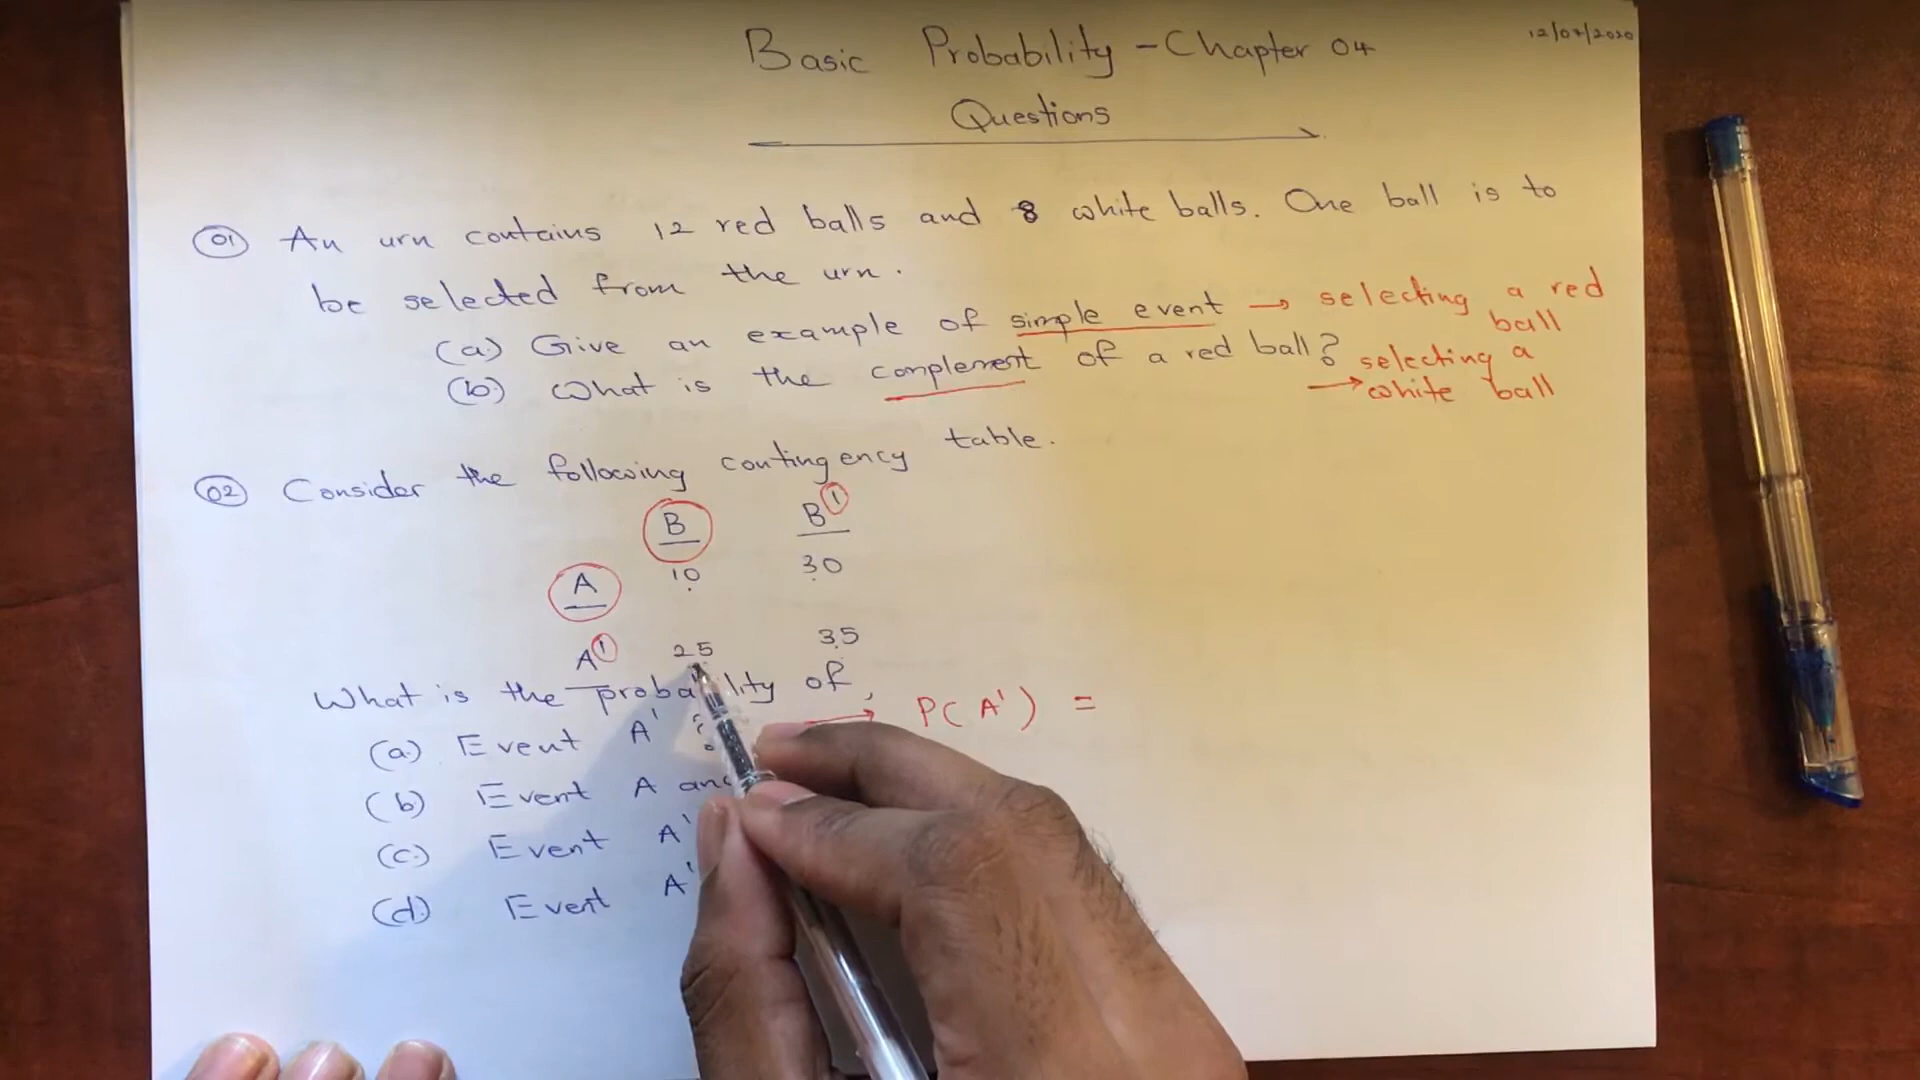 Basic Probability - Chapter 04
12/07/2020
Questions
01 An urn contains 12 red balls and 8 white balls. One ball is to
be selected from the urn.
(a) Give an example of simple event → selecting a red ball
(b) What is the complement of a red ball? → selecting a white ball
02 Consider the following contingency table.
B B'
A 10 30
A' 25 35
What is the probability of,
(a) Event A' ? → P(A') =
(b) Event A and
(c) Event A'
(d) Event A'